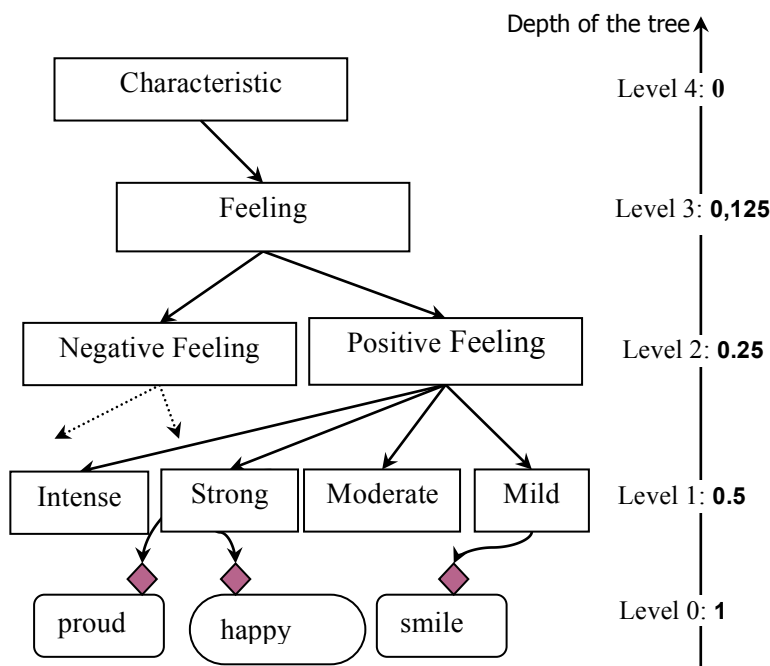 Depth of the tree
Characteristic
Level 4: 0
Feeling
Level 3: 0,125
Negative Feeling
Positive Feeling
Level 2: 0.25
Intense
Strong
Moderate
Mild
Level 1: 0.5
proud
happy
smile
Level 0: 1